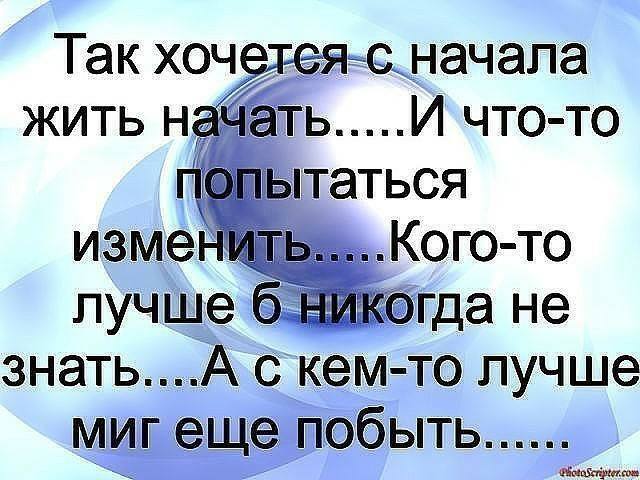 Так хочется с начала
жить начать.....И что-то
попытаться
изменить.....Кого-то
лучше б никогда не
знать....А с кем-то лучше
миг еще побыть......
PhotoScripter.com